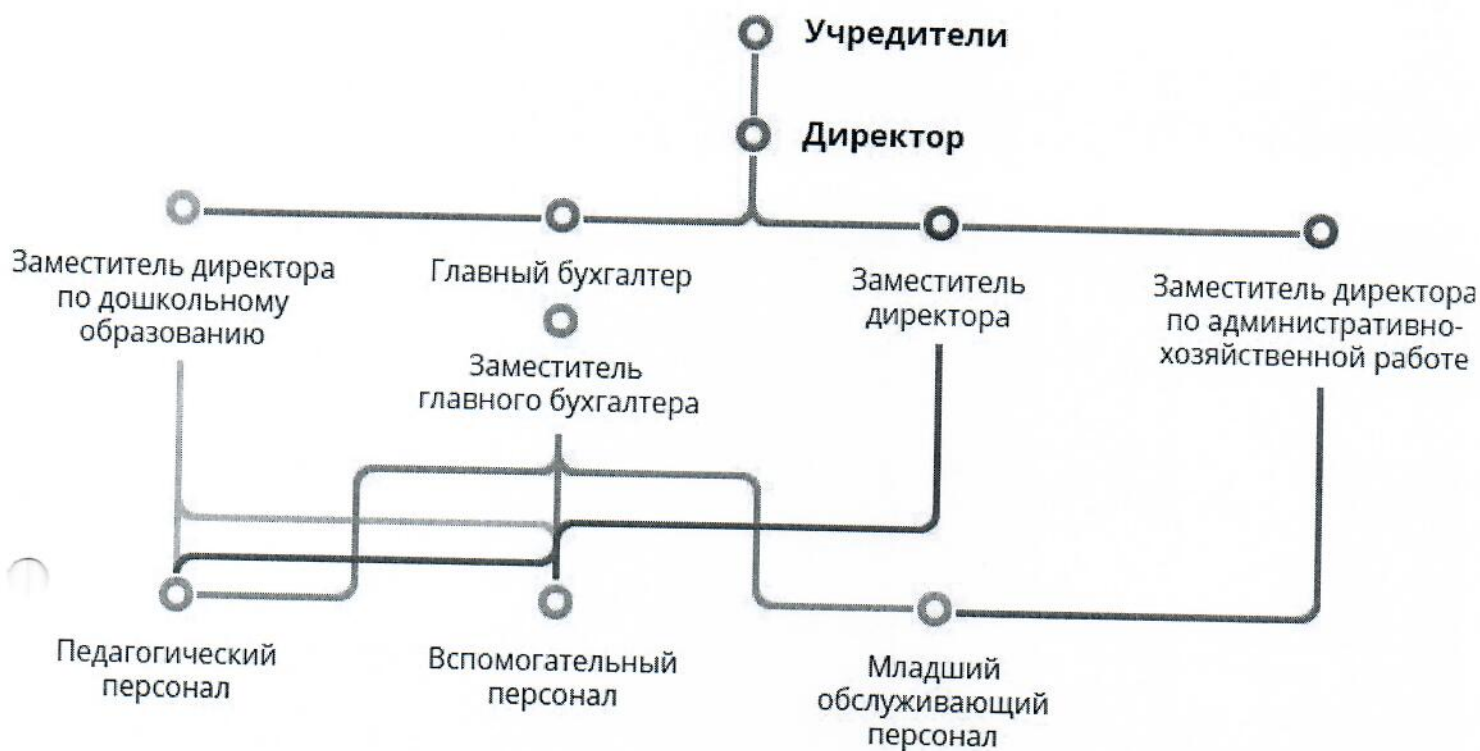 Учредители
Директор
Заместитель директора
по дошкольному
образованию
Главный бухгалтер
Заместитель
главного бухгалтера
Заместитель
директора
Заместитель директора
по административно-
хозяйственной работе
Педагогический
персонал
Вспомогательный
персонал
Младший
обслуживающий
персонал